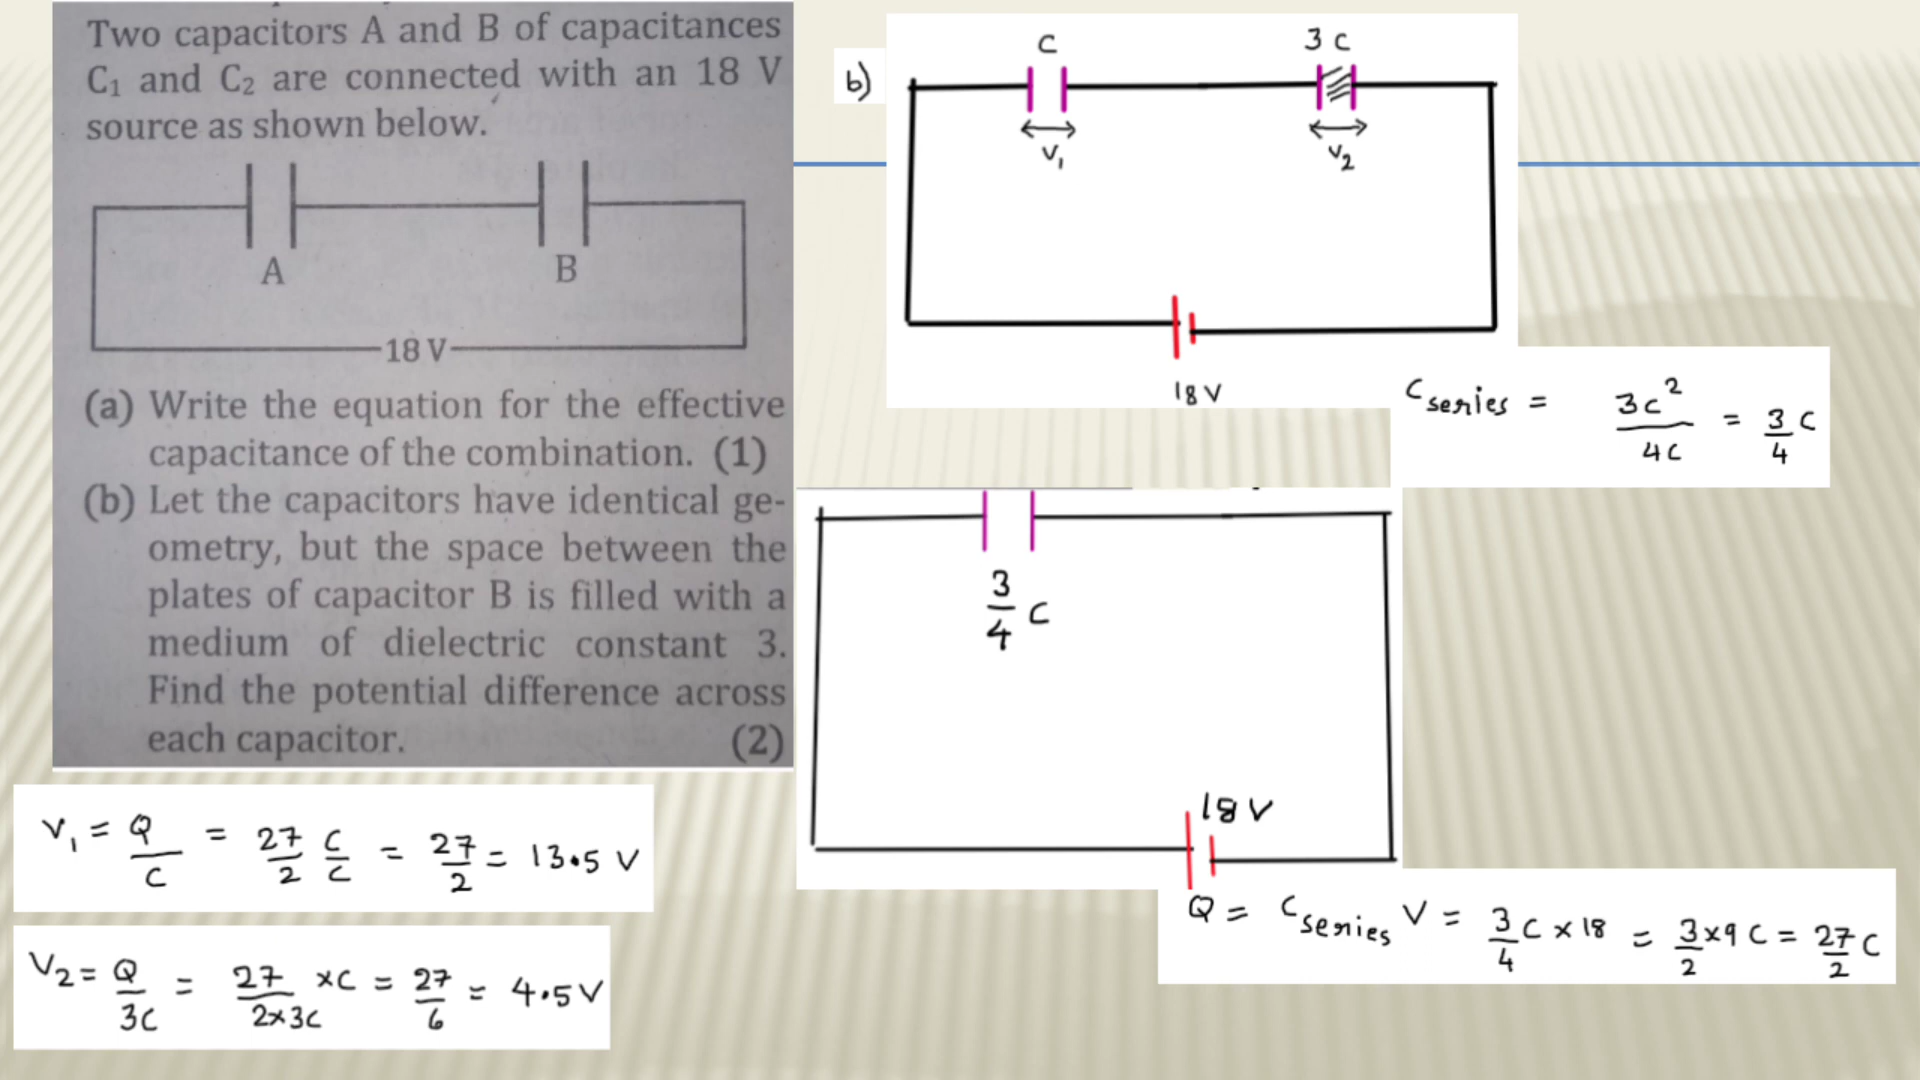 Two capacitors A and B of capacitances
C₁ and C₂ are connected with an 18 V
source as shown below.
A
B
18 V
(a) Write the equation for the effective
capacitance of the combination. (1)
(b) Let the capacitors have identical ge-
ometry, but the space between the
plates of capacitor B is filled with a
medium of dielectric constant 3.
Find the potential difference across
each capacitor. (2)
b)
C
3 C
V₁
V₂
18 V
C series = 3C²/4C = 3/4 C
3/4 C
18 V
Q = C series V = 3/4 C × 18 = 3/2 × 9 C = 27/2 C
V₁ = Q/C = 27/2 C/C = 27/2 = 13.5 V
V₂ = Q/3C = 27/2×3C × C = 27/6 = 4.5 V